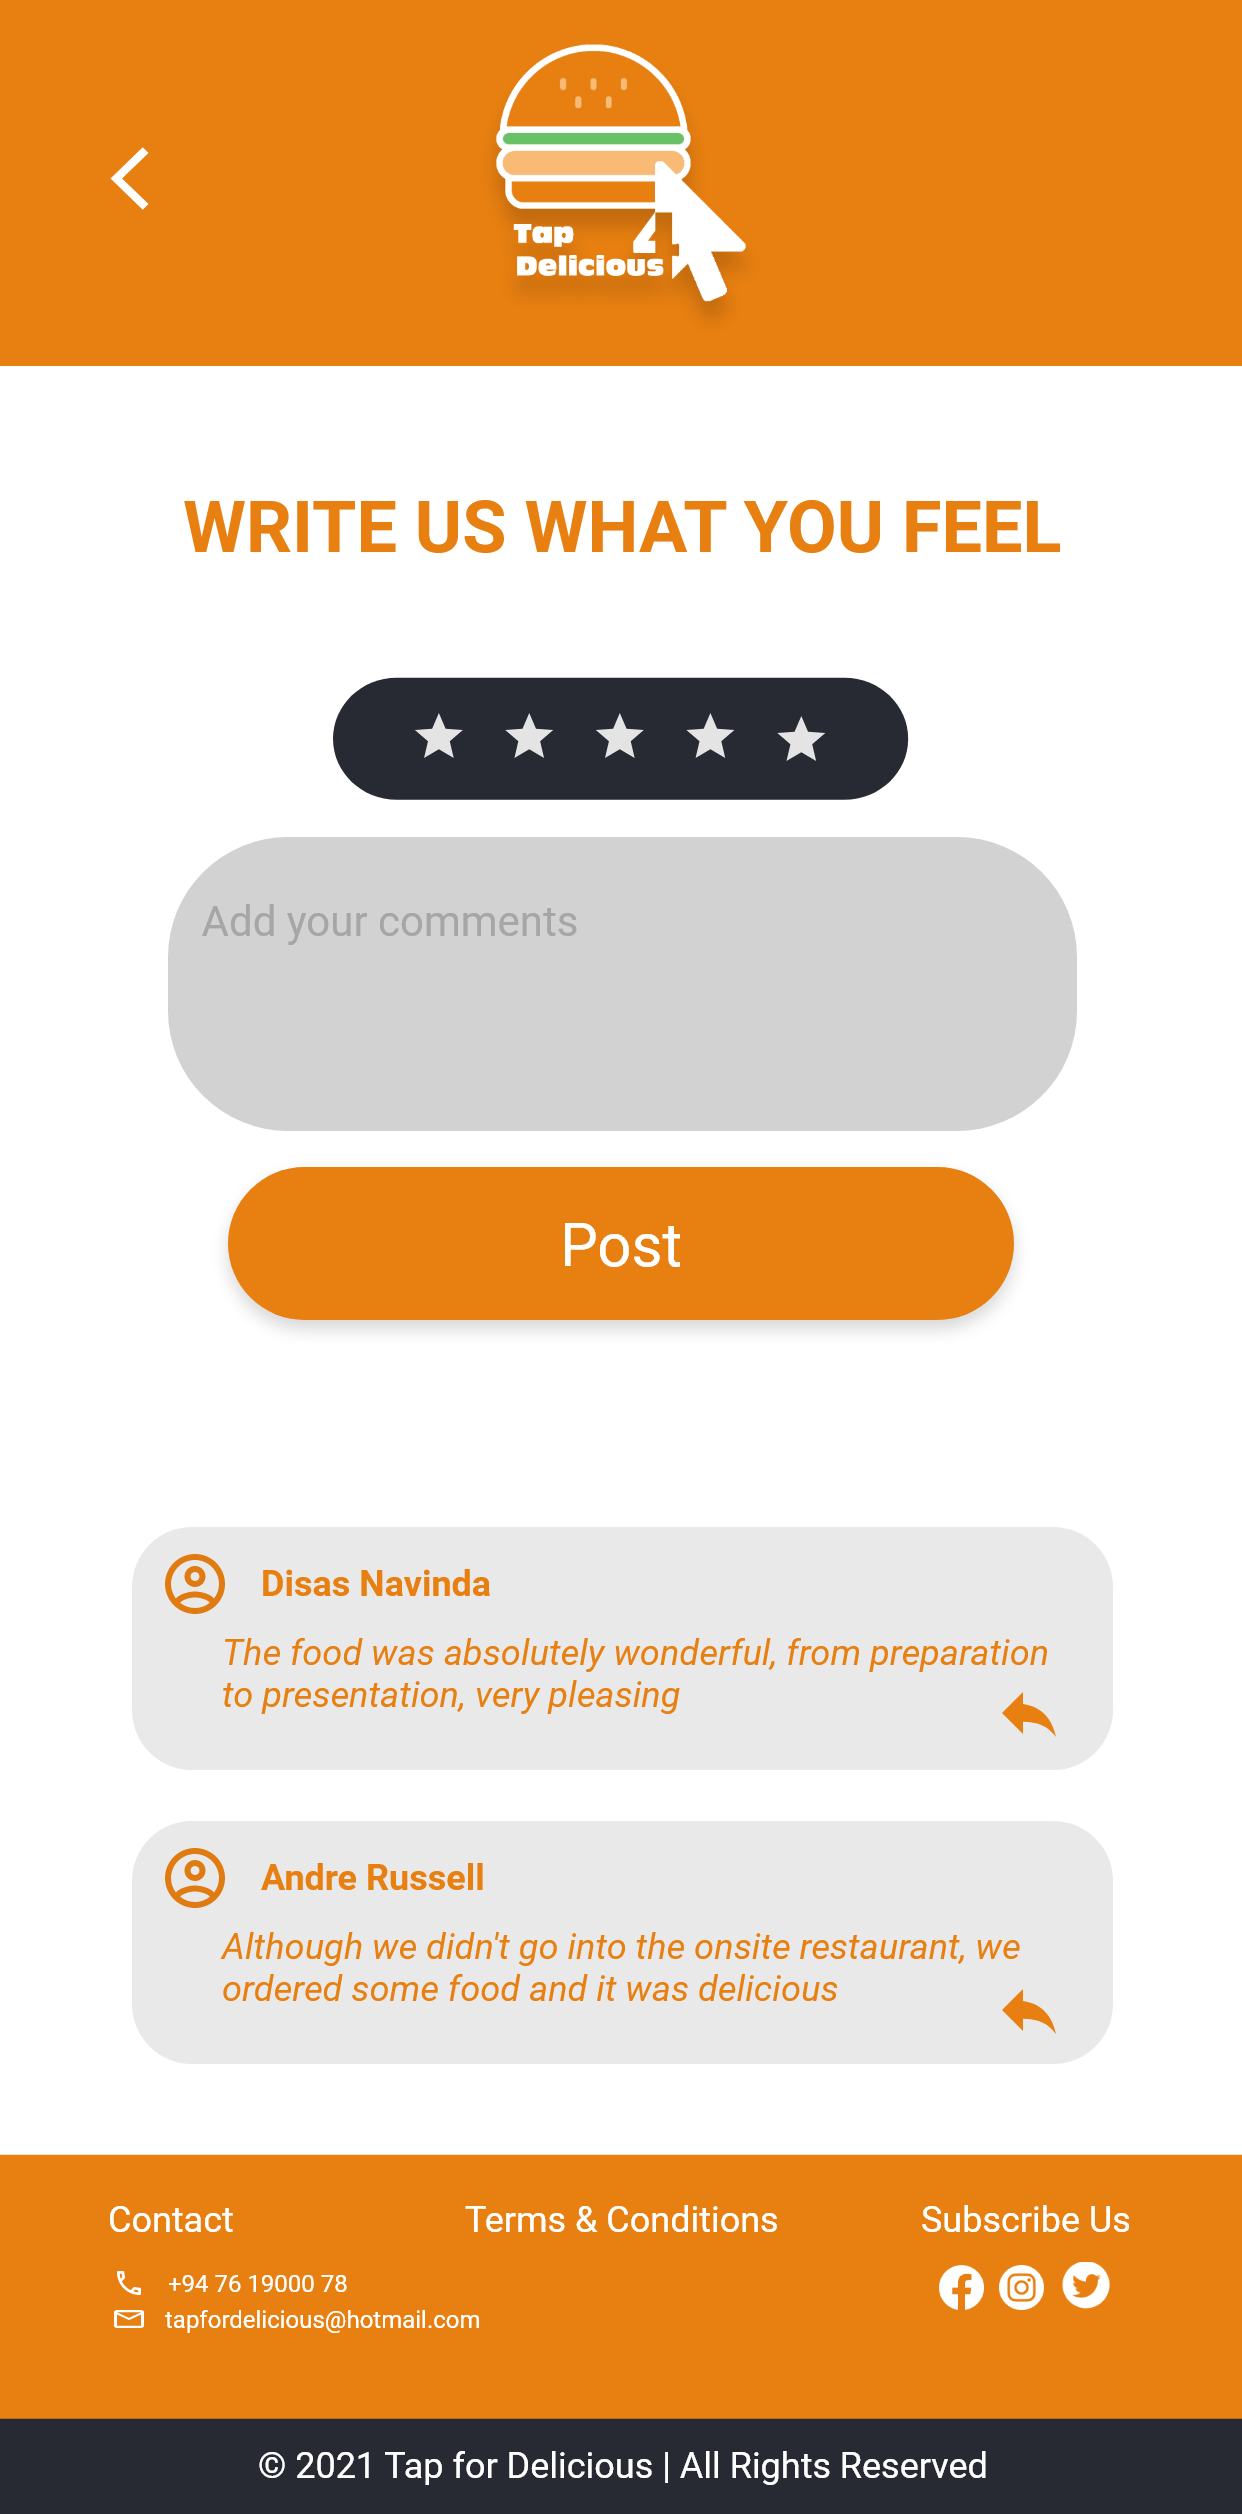 Tap 4
Delicious
WRITE US WHAT YOU FEEL
Add your comments
Post
Disas Navinda
The food was absolutely wonderful, from preparation
to presentation, very pleasing
Andre Russell
Although we didn't go into the onsite restaurant, we
ordered some food and it was delicious
Contact
Terms & Conditions
Subscribe Us
+94 76 19000 78
tapfordelicious@hotmail.com
© 2021 Tap for Delicious | All Rights Reserved